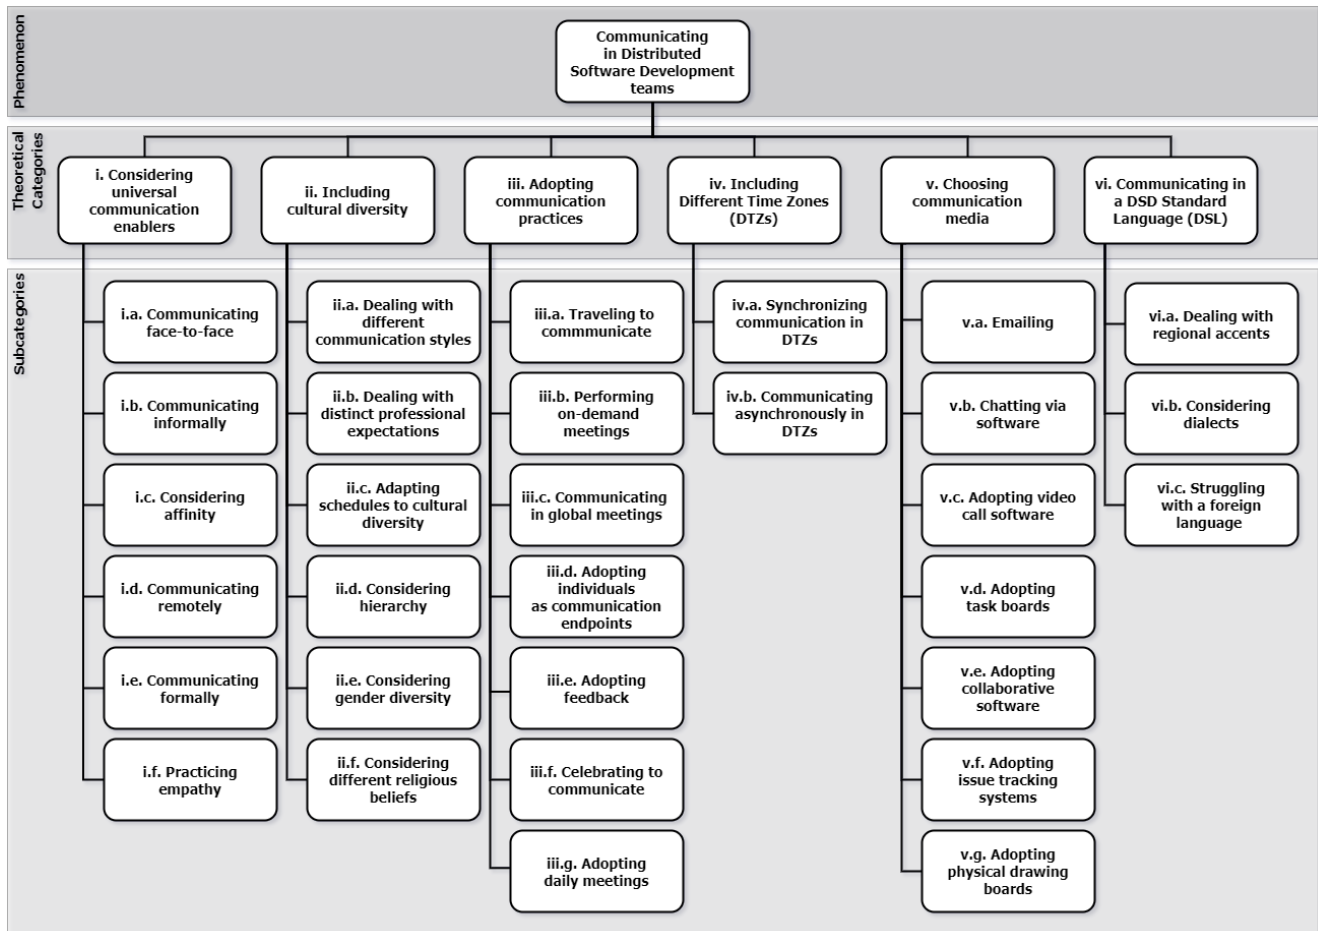 Phenomenon
Communicating
in Distributed
Software Development
teams
Theoretical
Categories
i. Considering
universal
communication
enablers
ii. Including
cultural diversity
iii. Adopting
communication
practices
iv. Including
Different Time Zones
(DTZs)
v. Choosing
communication
media
vi. Communicating in
a DSD Standard
Language (DSL)
Subcategories
i.a. Communicating
face-to-face
i.b. Communicating
informally
i.c. Considering
affinity
i.d. Communicating
remotely
i.e. Communicating
formally
i.f. Practicing
empathy
ii.a. Dealing with
different
communication styles
ii.b. Dealing with
distinct professional
expectations
ii.c. Adapting
schedules to cultural
diversity
ii.d. Considering
hierarchy
ii.e. Considering
gender diversity
ii.f. Considering
different religious
beliefs
iii.a. Traveling to
commmunicate
iii.b. Performing
on-demand
meetings
iii.c. Communicating
in global meetings
iii.d. Adopting
individuals
as communication
endpoints
iii.e. Adopting
feedback
iii.f. Celebrating to
communicate
iii.g. Adopting
daily meetings
iv.a. Synchronizing
communication in
DTZs
iv.b. Communicating
asynchronously in
DTZs
v.a. Emailing
v.b. Chatting via
software
v.c. Adopting video
call software
v.d. Adopting
task boards
v.e. Adopting
collaborative
software
v.f. Adopting
issue tracking
systems
v.g. Adopting
physical drawing
boards
vi.a. Dealing with
regional accents
vi.b. Considering
dialects
vi.c. Struggling
with a foreign
language